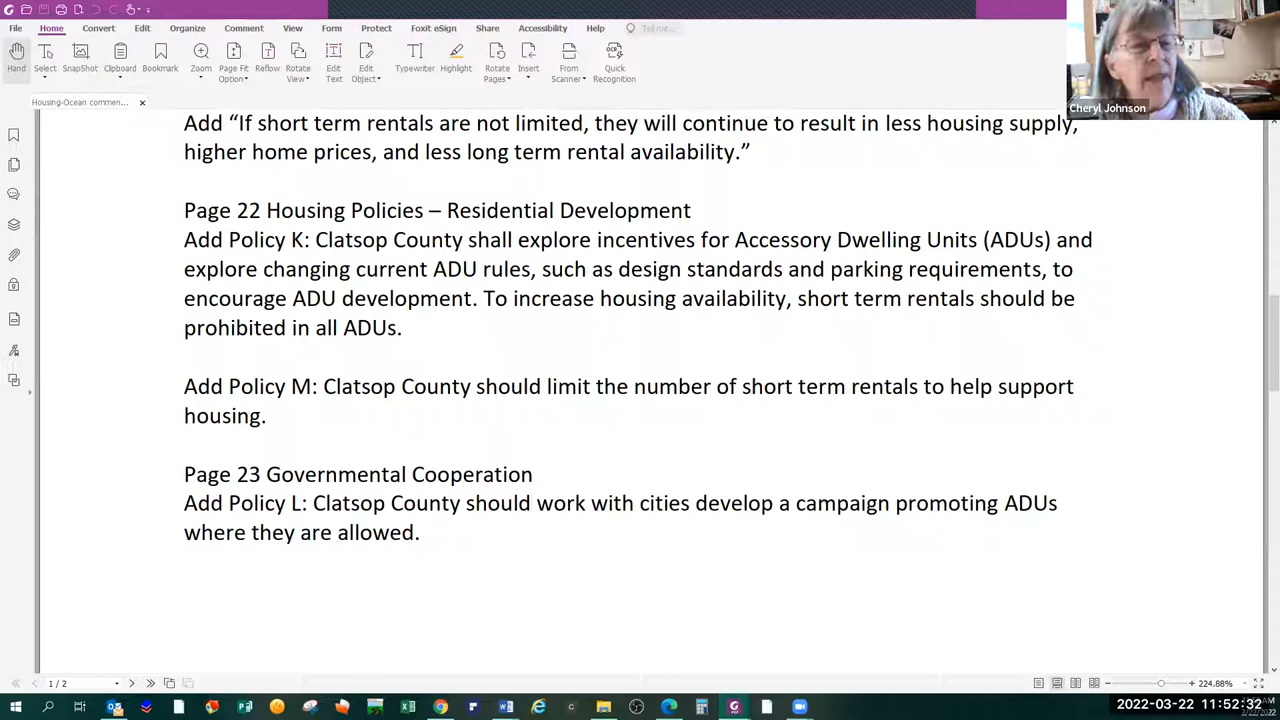 File Home Convert Edit Organize Comment View Form Protect Foxit eSign Share Accessibility Help Tell me...
Hand Select SnapShot Clipboard Bookmark Zoom Page Fit Option Reflow Rotate View Edit Text Edit Object Typewriter Highlight Rotate Pages Insert From Scanner Quick Recognition
Housing-Ocean commen...
Cheryl Johnson
Add “If short term rentals are not limited, they will continue to result in less housing supply,
higher home prices, and less long term rental availability.”
Page 22 Housing Policies – Residential Development
Add Policy K: Clatsop County shall explore incentives for Accessory Dwelling Units (ADUs) and
explore changing current ADU rules, such as design standards and parking requirements, to
encourage ADU development. To increase housing availability, short term rentals should be
prohibited in all ADUs.
Add Policy M: Clatsop County should limit the number of short term rentals to help support
housing.
Page 23 Governmental Cooperation
Add Policy L: Clatsop County should work with cities develop a campaign promoting ADUs
where they are allowed.
1 / 2
224.88%
2022-03-22 11:52:32